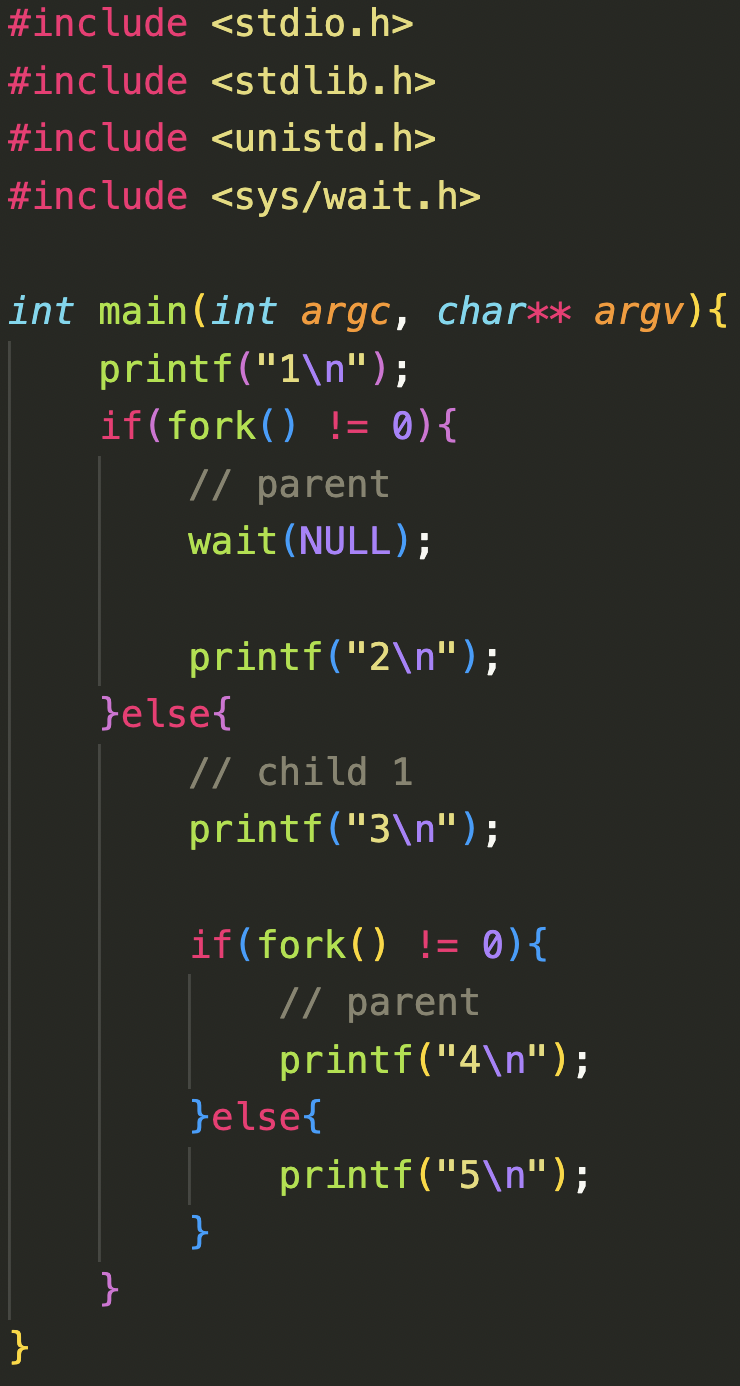 #include <stdio.h>
#include <stdlib.h>
#include <unistd.h>
#include <sys/wait.h>

int main(int argc, char** argv){
    printf("1\n");
    if(fork() != 0){
        // parent
        wait(NULL);

        printf("2\n");
    }else{
        // child 1
        printf("3\n");

        if(fork() != 0){
            // parent
            printf("4\n");
        }else{
            printf("5\n");
        }
    }
}